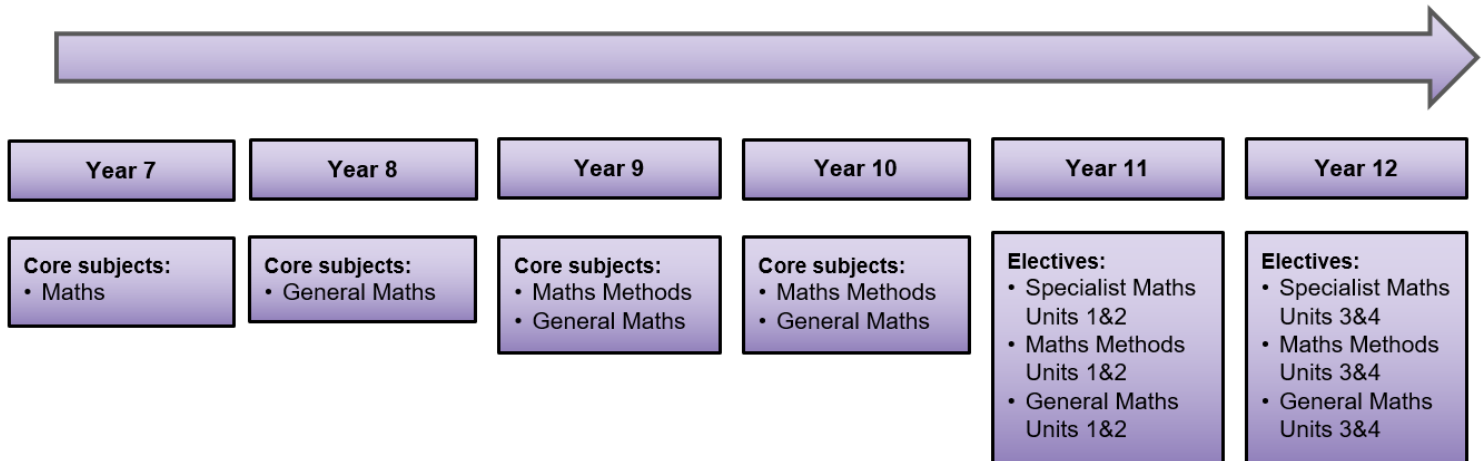 Year 7
Year 8
Year 9
Year 10
Year 11
Year 12
Core subjects:
• Maths
Core subjects:
• General Maths
Core subjects:
• Maths Methods
• General Maths
Core subjects:
• Maths Methods
• General Maths
Electives:
• Specialist Maths
Units 1&2
• Maths Methods
Units 1&2
• General Maths
Units 1&2
Electives:
• Specialist Maths
Units 3&4
• Maths Methods
Units 3&4
• General Maths
Units 3&4